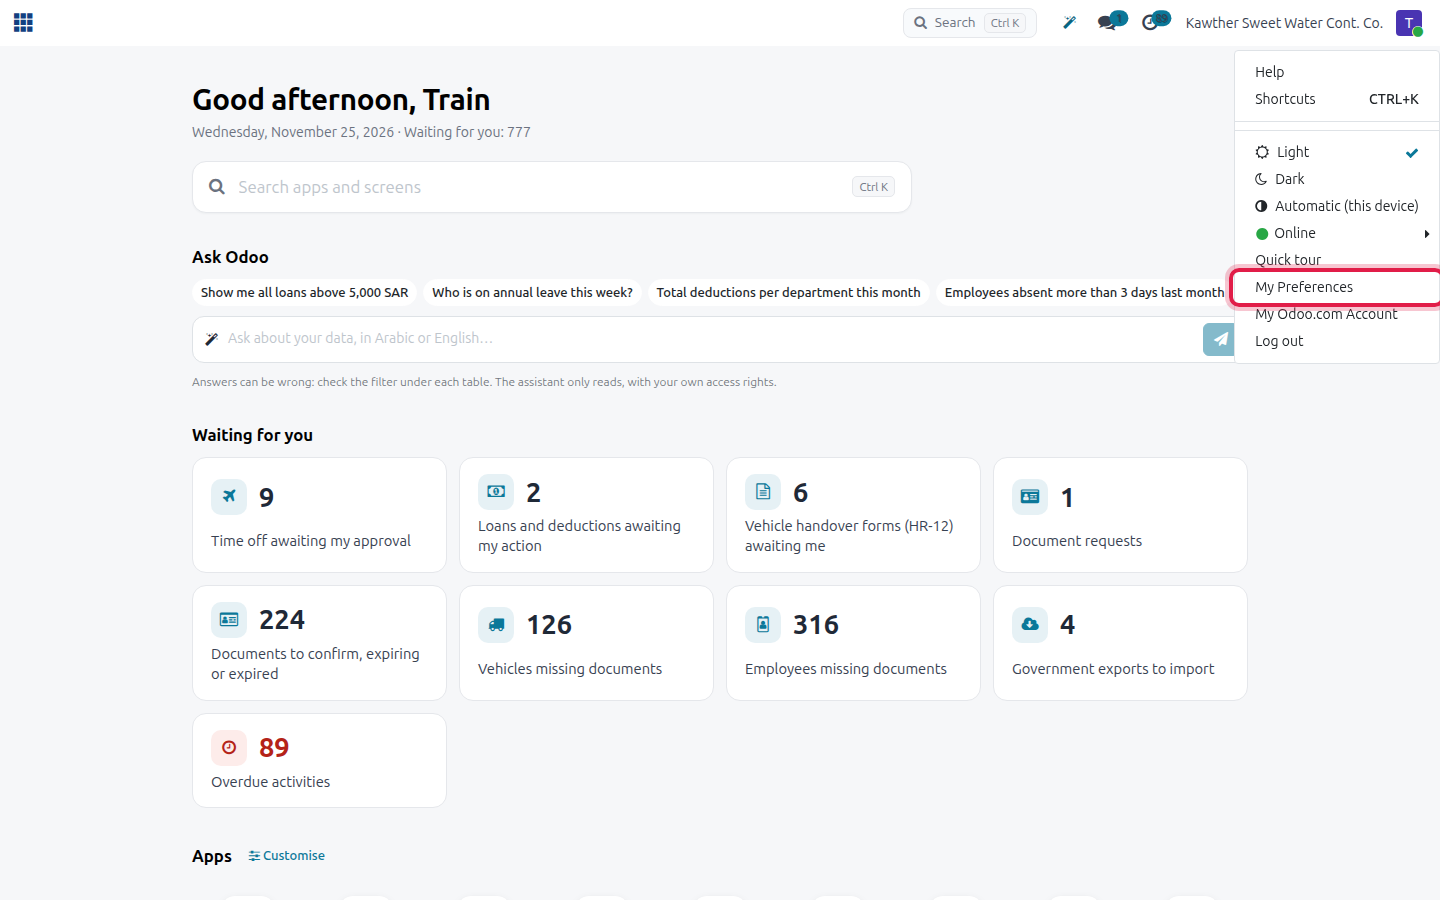 Search Ctrl K
Kawther Sweet Water Cont. Co.
T
Help
Shortcuts CTRL+K
Light
Dark
Automatic (this device)
Online
Quick tour
My Preferences
My Odoo.com Account
Log out
Good afternoon, Train
Wednesday, November 25, 2026 · Waiting for you: 777
Search apps and screens Ctrl K
Ask Odoo
Show me all loans above 5,000 SAR
Who is on annual leave this week?
Total deductions per department this month
Employees absent more than 3 days last month
Ask about your data, in Arabic or English…
Answers can be wrong: check the filter under each table. The assistant only reads, with your own access rights.
Waiting for you
9
Time off awaiting my approval
2
Loans and deductions awaiting
my action
6
Vehicle handover forms (HR-12)
awaiting me
1
Document requests
224
Documents to confirm, expiring
or expired
126
Vehicles missing documents
316
Employees missing documents
4
Government exports to import
89
Overdue activities
Apps
Customise